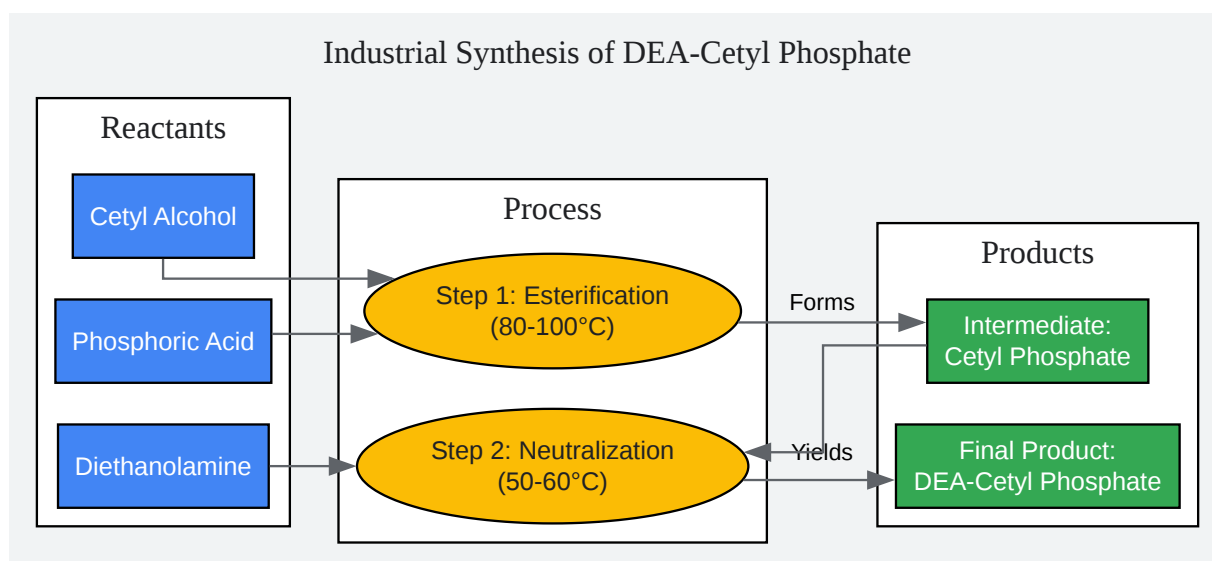 Industrial Synthesis of DEA-Cetyl Phosphate
Reactants
Cetyl Alcohol
Phosphoric Acid
Diethanolamine
Process
Step 1: Esterification
(80-100°C)
Step 2: Neutralization
(50-60°C)
Forms
Yields
Products
Intermediate:
Cetyl Phosphate
Final Product:
DEA-Cetyl Phosphate